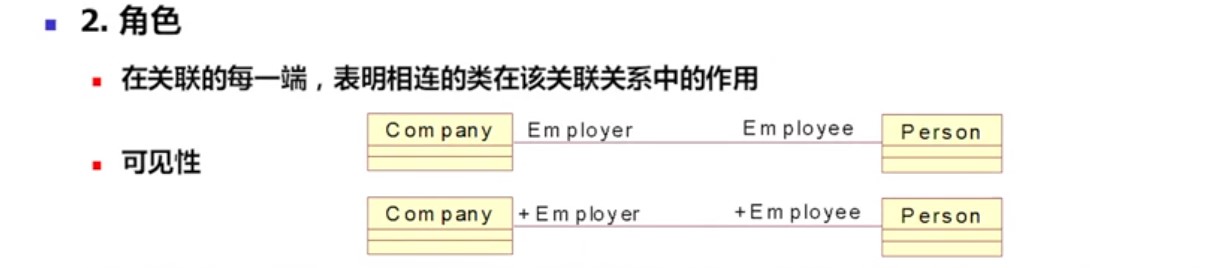 2. 角色
在关联的每一端，表明相连的类在该关联关系中的作用
Company Employer Employee Person
可见性
Company +Employer +Employee Person